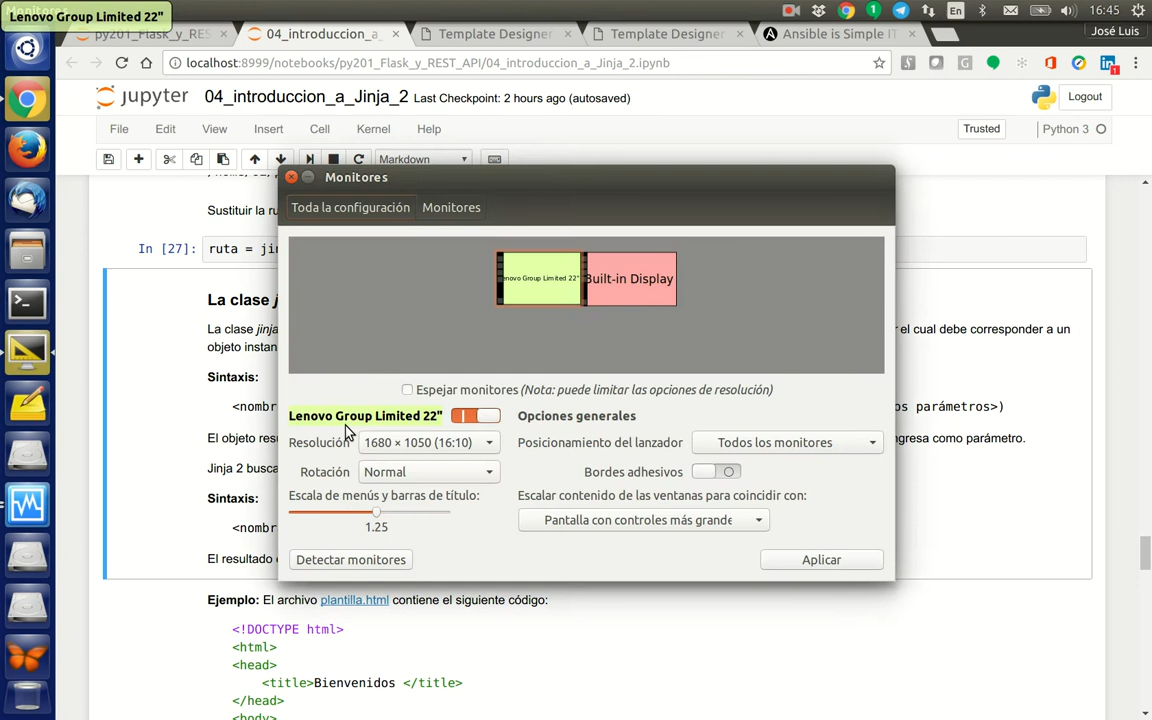 Lenovo Group Limited 22"
En
16:45
py201_Flask_y_RES
04_introduccion_a_
Template Designer
Template Designer
Ansible is Simple IT
José Luis
localhost:8999/notebooks/py201_Flask_y_REST_API/04_introduccion_a_Jinja_2.ipynb
jupyter
04_introduccion_a_Jinja_2 Last Checkpoint: 2 hours ago (autosaved)
Logout
File Edit View Insert Cell Kernel Help
Trusted
Python 3
Markdown
Monitores
Toda la configuración Monitores
Sustituir la ru
In [27]: ruta = jin
enovo Group Limited 22"
Built-in Display
La clase j
La clase jinja
r el cual debe corresponder a un
objeto instan
Espejar monitores (Nota: puede limitar las opciones de resolución)
Sintaxis:
<nombr
os parámetros>)
Lenovo Group Limited 22"
Opciones generales
Resolución 1680 × 1050 (16:10)
Posicionamiento del lanzador Todos los monitores
El objeto resu
ngresa como parámetro.
Jinja 2 busca
Rotación Normal
Bordes adhesivos
Sintaxis:
Escala de menús y barras de título:
Escalar contenido de las ventanas para coincidir con:
<nombr
1.25
Pantalla con controles más grande
El resultado
Detectar monitores
Aplicar
Ejemplo: El archivo plantilla.html contiene el siguiente código:
<!DOCTYPE html>
<html>
<head>
<title>Bienvenidos </title>
</head>
<body>